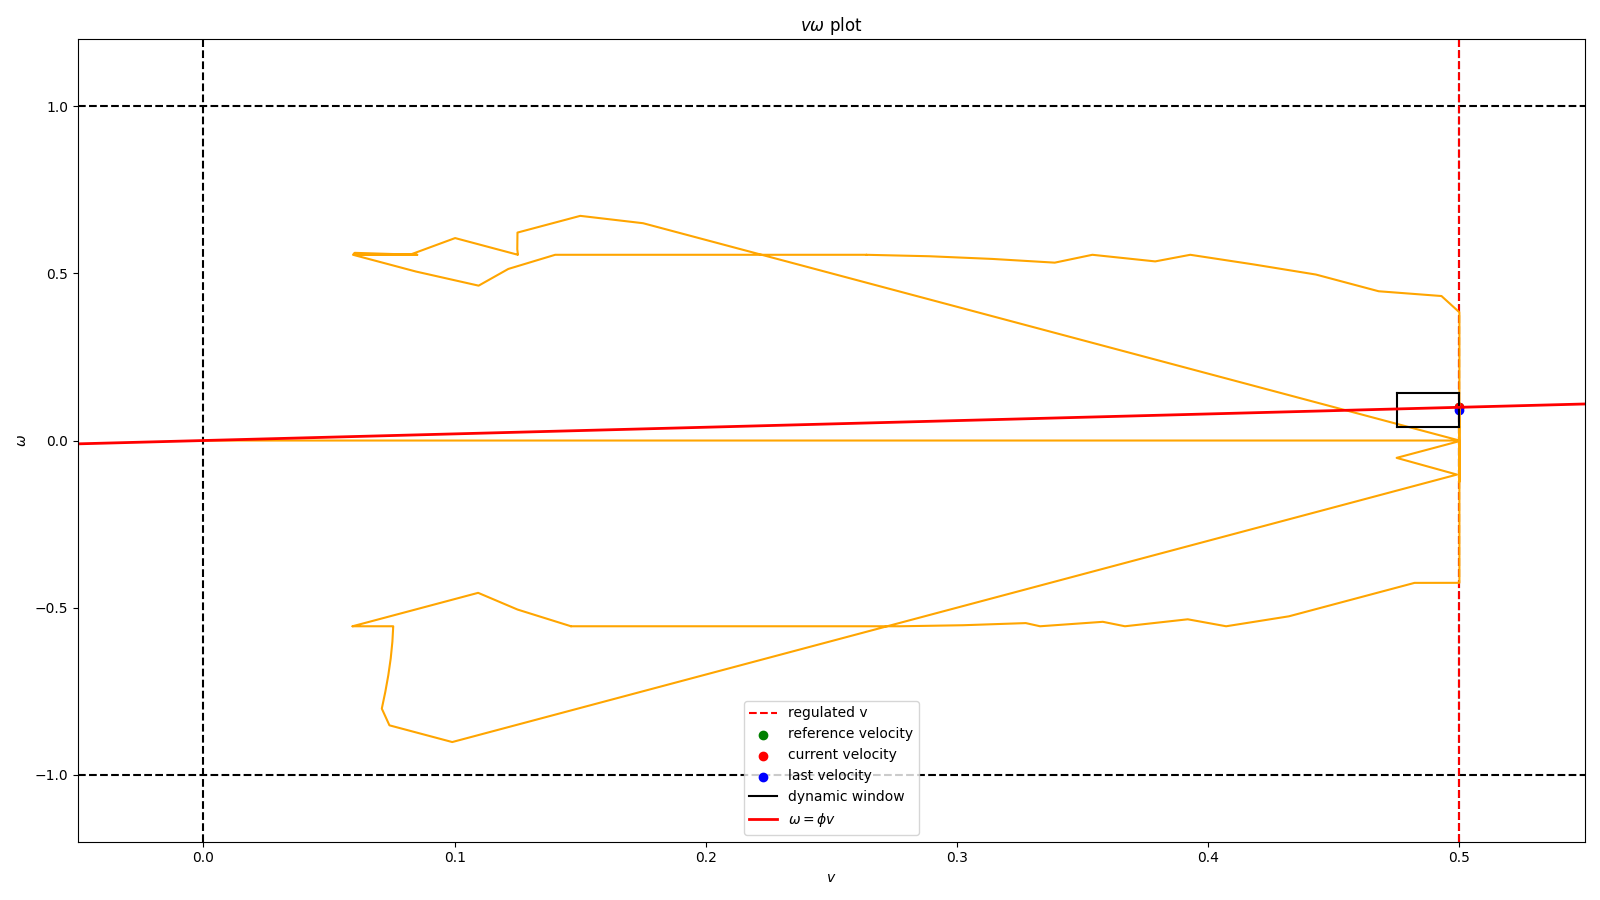 vω plot
1.0
0.5
0.0
−0.5
−1.0
ω
0.0 0.1 0.2 0.3 0.4 0.5
v
regulated v
reference velocity
current velocity
last velocity
dynamic window
ω = ϕv